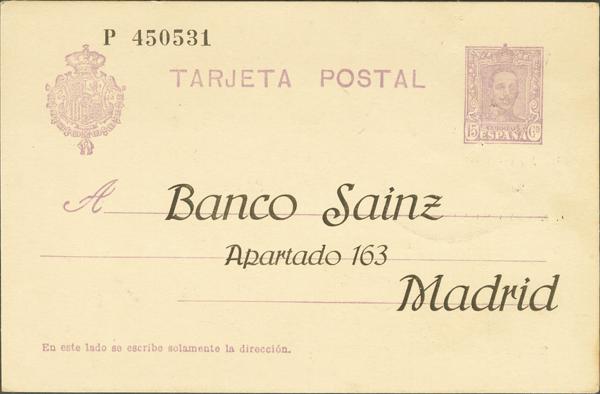 P 450531
TARJETA POSTAL
15 Cs
ESPAÑA
A Banco Sainz
Apartado 163
Madrid
En este lado se escribe solamente la dirección.